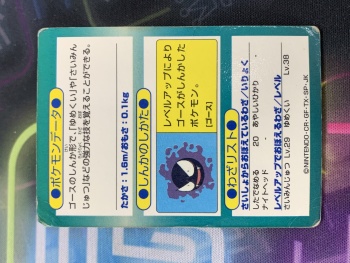 ●ポケモンデータ●
ゴースのしんか形で、「ゆめくい」や「さいみん
じゅつ」などの強力な技を覚えることができる。
たかさ：1.6m/おもさ：0.1kg
●しんかのしかた●
レベルアップにより
ゴースがしんかした
ポケモン。
［ゴース］
●わざリスト●
さいしょからおぼえているわざ/いりょく
したでなめる 20 あやしいひかり
ナイトヘッド
レベルアップでおぼえるわざ/レベル
さいみんじゅつ Lv.29 ゆめくい Lv.38
©NINTENDO・CR・GF・TX・SP・JK